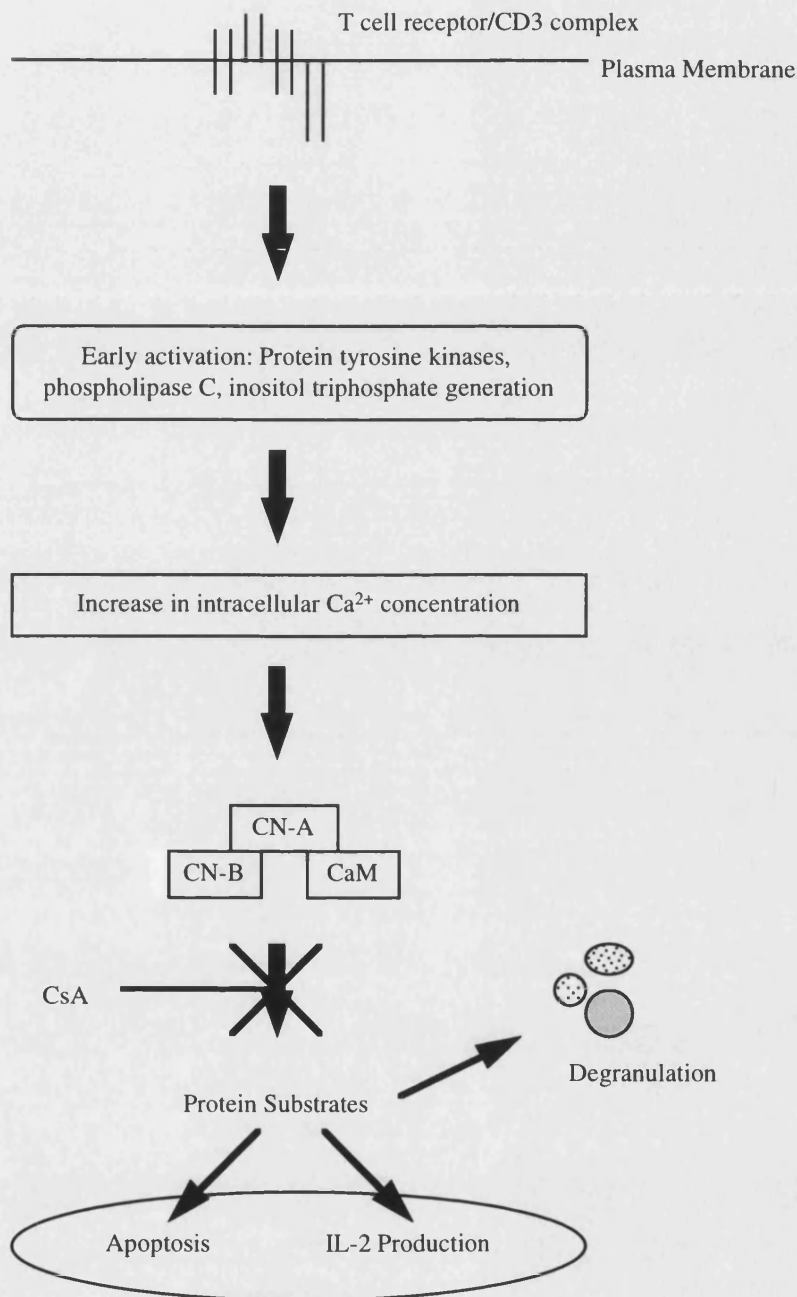 T cell receptor/CD3 complex
Plasma Membrane
Early activation: Protein tyrosine kinases,
phospholipase C, inositol triphosphate generation
Increase in intracellular Ca²⁺ concentration
CN-A
CN-B
CaM
CsA
Degranulation
Protein Substrates
Apoptosis
IL-2 Production